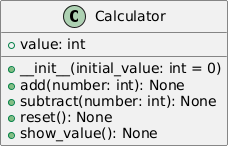 C Calculator
value: int
__init__(initial_value: int = 0)
add(number: int): None
subtract(number: int): None
reset(): None
show_value(): None